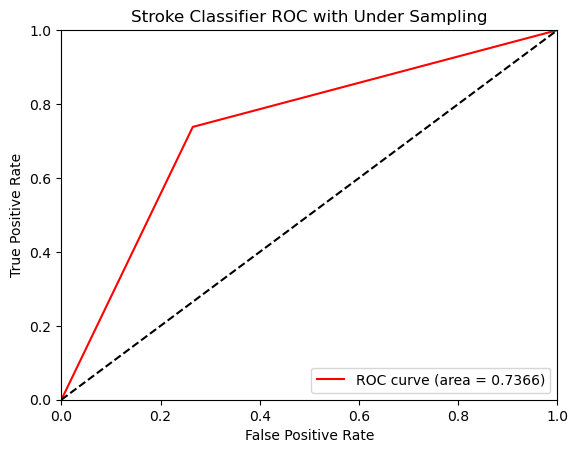 Stroke Classifier ROC with Under Sampling
1.0
0.8
0.6
0.4
0.2
0.0
True Positive Rate
ROC curve (area = 0.7366)
0.0 0.2 0.4 0.6 0.8 1.0
False Positive Rate